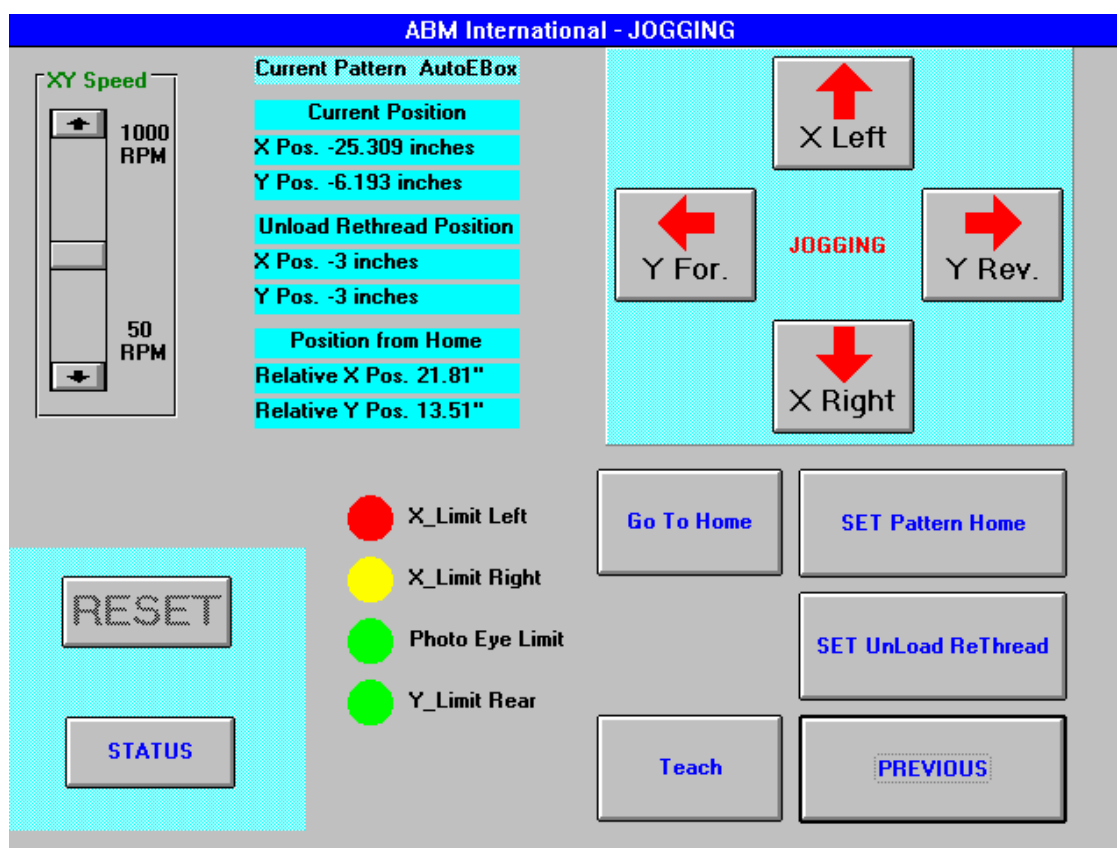 ABM International - JOGGING
XY Speed
1000
RPM
50
RPM
Current Pattern AutoEBox
Current Position
X Pos. -25.309 inches
Y Pos. -6.193 inches
Unload Rethread Position
X Pos. -3 inches
Y Pos. -3 inches
Position from Home
Relative X Pos. 21.81"
Relative Y Pos. 13.51"
X Left
Y For.
JOGGING
Y Rev.
X Right
X_Limit Left
X_Limit Right
Photo Eye Limit
Y_Limit Rear
RESET
STATUS
Go To Home
SET Pattern Home
SET UnLoad ReThread
Teach
PREVIOUS